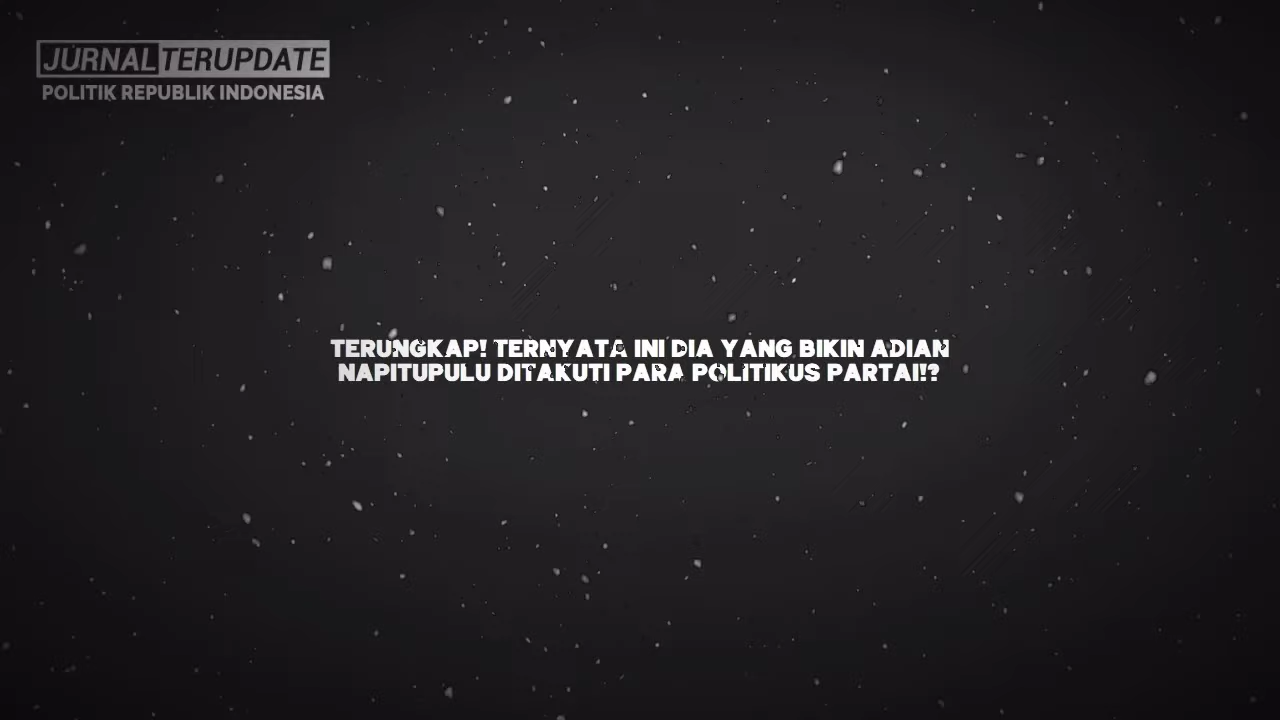 JURNALTERUPDATE
POLITIK REPUBLIK INDONESIA
TERUNGKAP! TERNYATA INI DIA YANG BIKIN ADIAN
NAPITUPULU DITAKUTI PARA POLITIKUS PARTAI!?